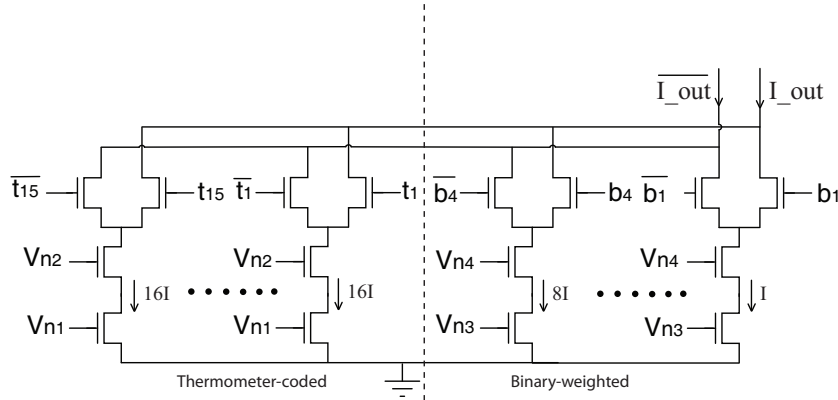 I_out I_out
t15 t15 t1 t1 b4 b4 b1 b1
Vn2 Vn2 Vn4 Vn4
16I 16I 8I I
Vn1 Vn1 Vn3 Vn3
Thermometer-coded Binary-weighted